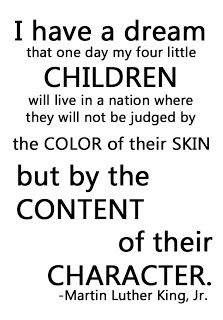 I have a dream
that one day my four little
CHILDREN
will live in a nation where
they will not be judged by
the COLOR of their SKIN
but by the
CONTENT
of their
CHARACTER.
-Martin Luther King, Jr.